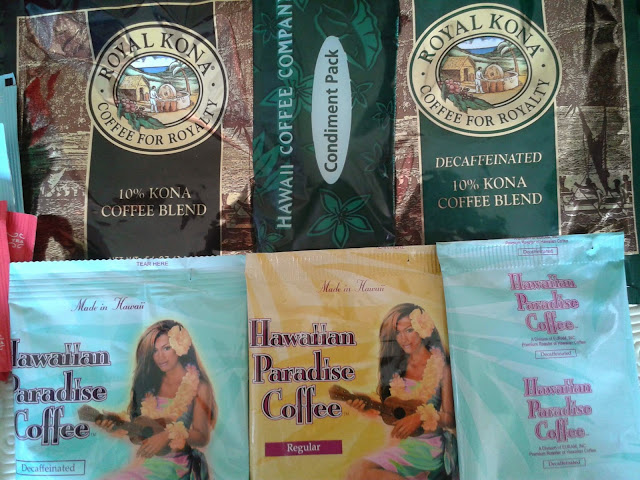 ROYAL KONA
COFFEE FOR ROYALTY
10% KONA
COFFEE BLEND
HAWAII COFFEE COMPANY
Condiment Pack
ROYAL KONA
COFFEE FOR ROYALTY
DECAFFEINATED
10% KONA
COFFEE BLEND
TEAR HERE
Made in Hawaii
Hawaiian
Paradise
Coffee
Decaffeinated
Made in Hawaii
Hawaiian
Paradise
Coffee
Regular
Decaffeinated
Hawaiian
Paradise
Coffee
Decaffeinated
Hawaiian
Paradise
Coffee
Decaffeinated